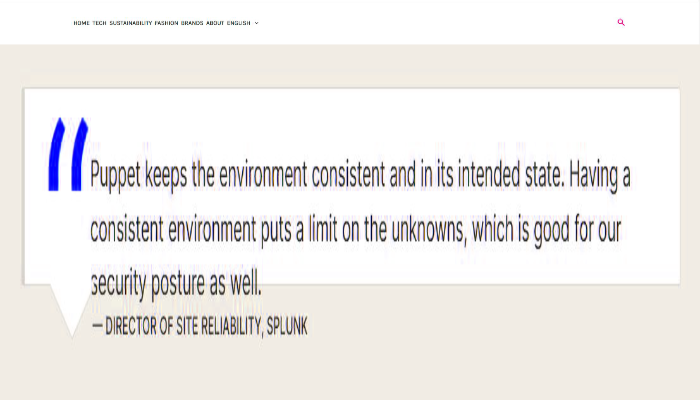 HOME TECH SUSTAINABILITY FASHION BRANDS ABOUT ENGLISH
“Puppet keeps the environment consistent and in its intended state. Having a
consistent environment puts a limit on the unknowns, which is good for our
security posture as well.
— DIRECTOR OF SITE RELIABILITY, SPLUNK